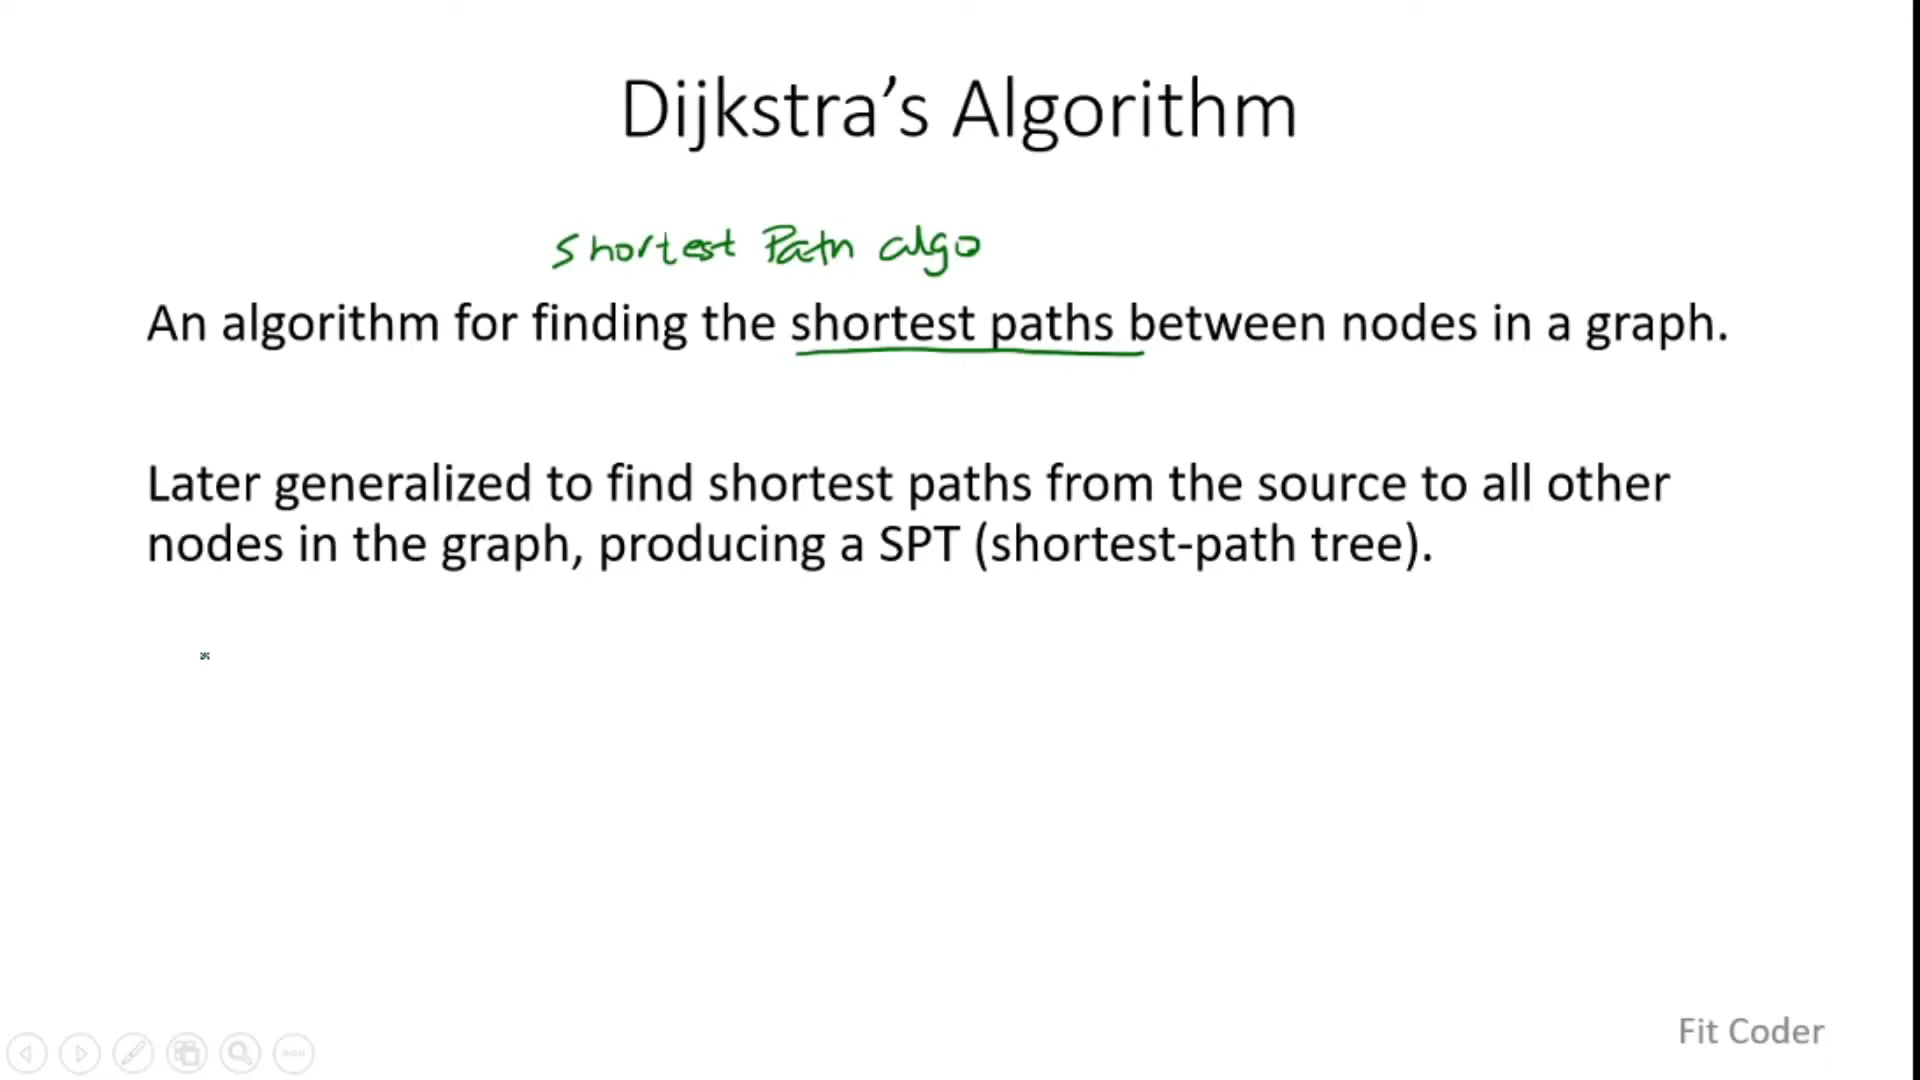 Dijkstra’s Algorithm
Shortest Path algo
An algorithm for finding the shortest paths between nodes in a graph.
Later generalized to find shortest paths from the source to all other
nodes in the graph, producing a SPT (shortest-path tree).
Fit Coder